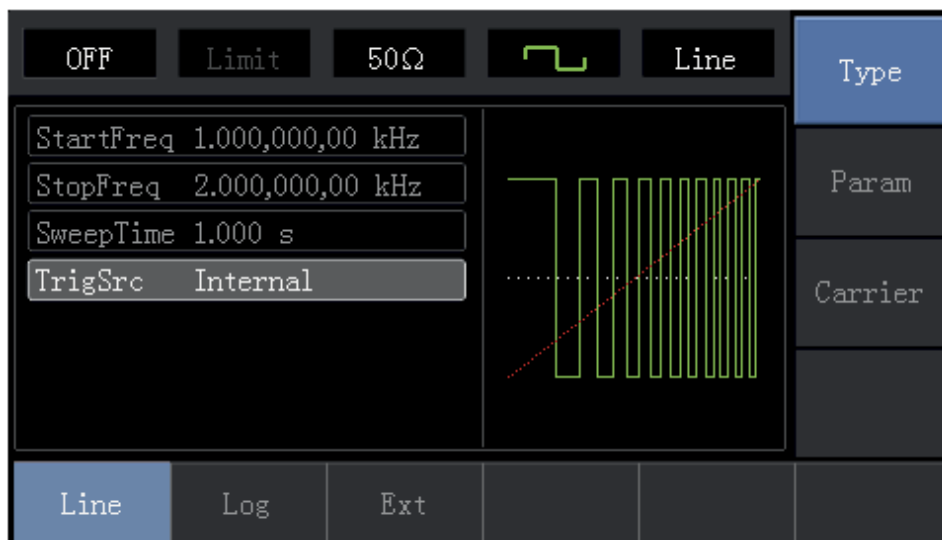 OFF Limit 50Ω Line
Type
StartFreq 1.000,000,00 kHz
StopFreq 2.000,000,00 kHz
SweepTime 1.000 s
TrigSrc Internal
Param
Carrier
Line Log Ext